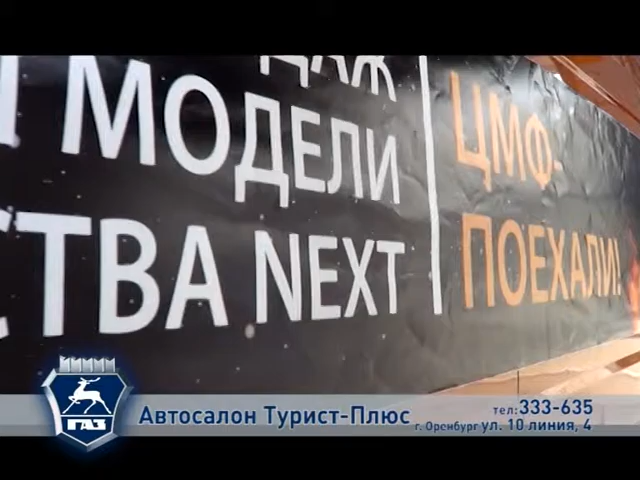 ДАЖ
МОДЕЛИ
СТВА NEXT
ЦМФ-
ПОЕХАЛИ!
ГАЗ
Автосалон Турист-Плюс
тел: 333-635
г. Оренбург ул. 10 линия, 4